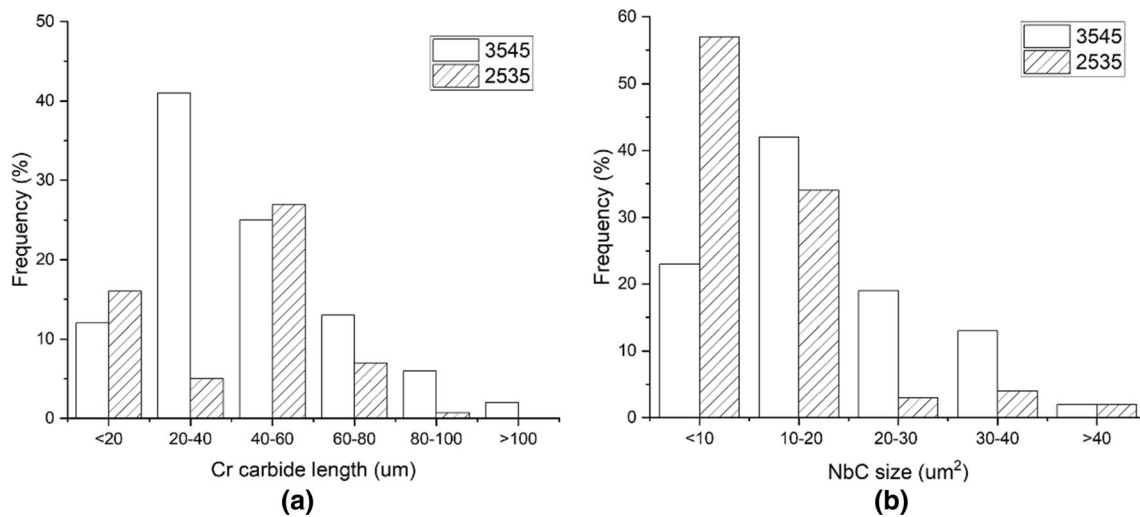 50
40
30
20
10
0
Frequency (%)
3545
2535
<20 20-40 40-60 60-80 80-100 >100
Cr carbide length (um)
(a)
60
50
40
30
20
10
0
Frequency (%)
3545
2535
<10 10-20 20-30 30-40 >40
NbC size (um²)
(b)